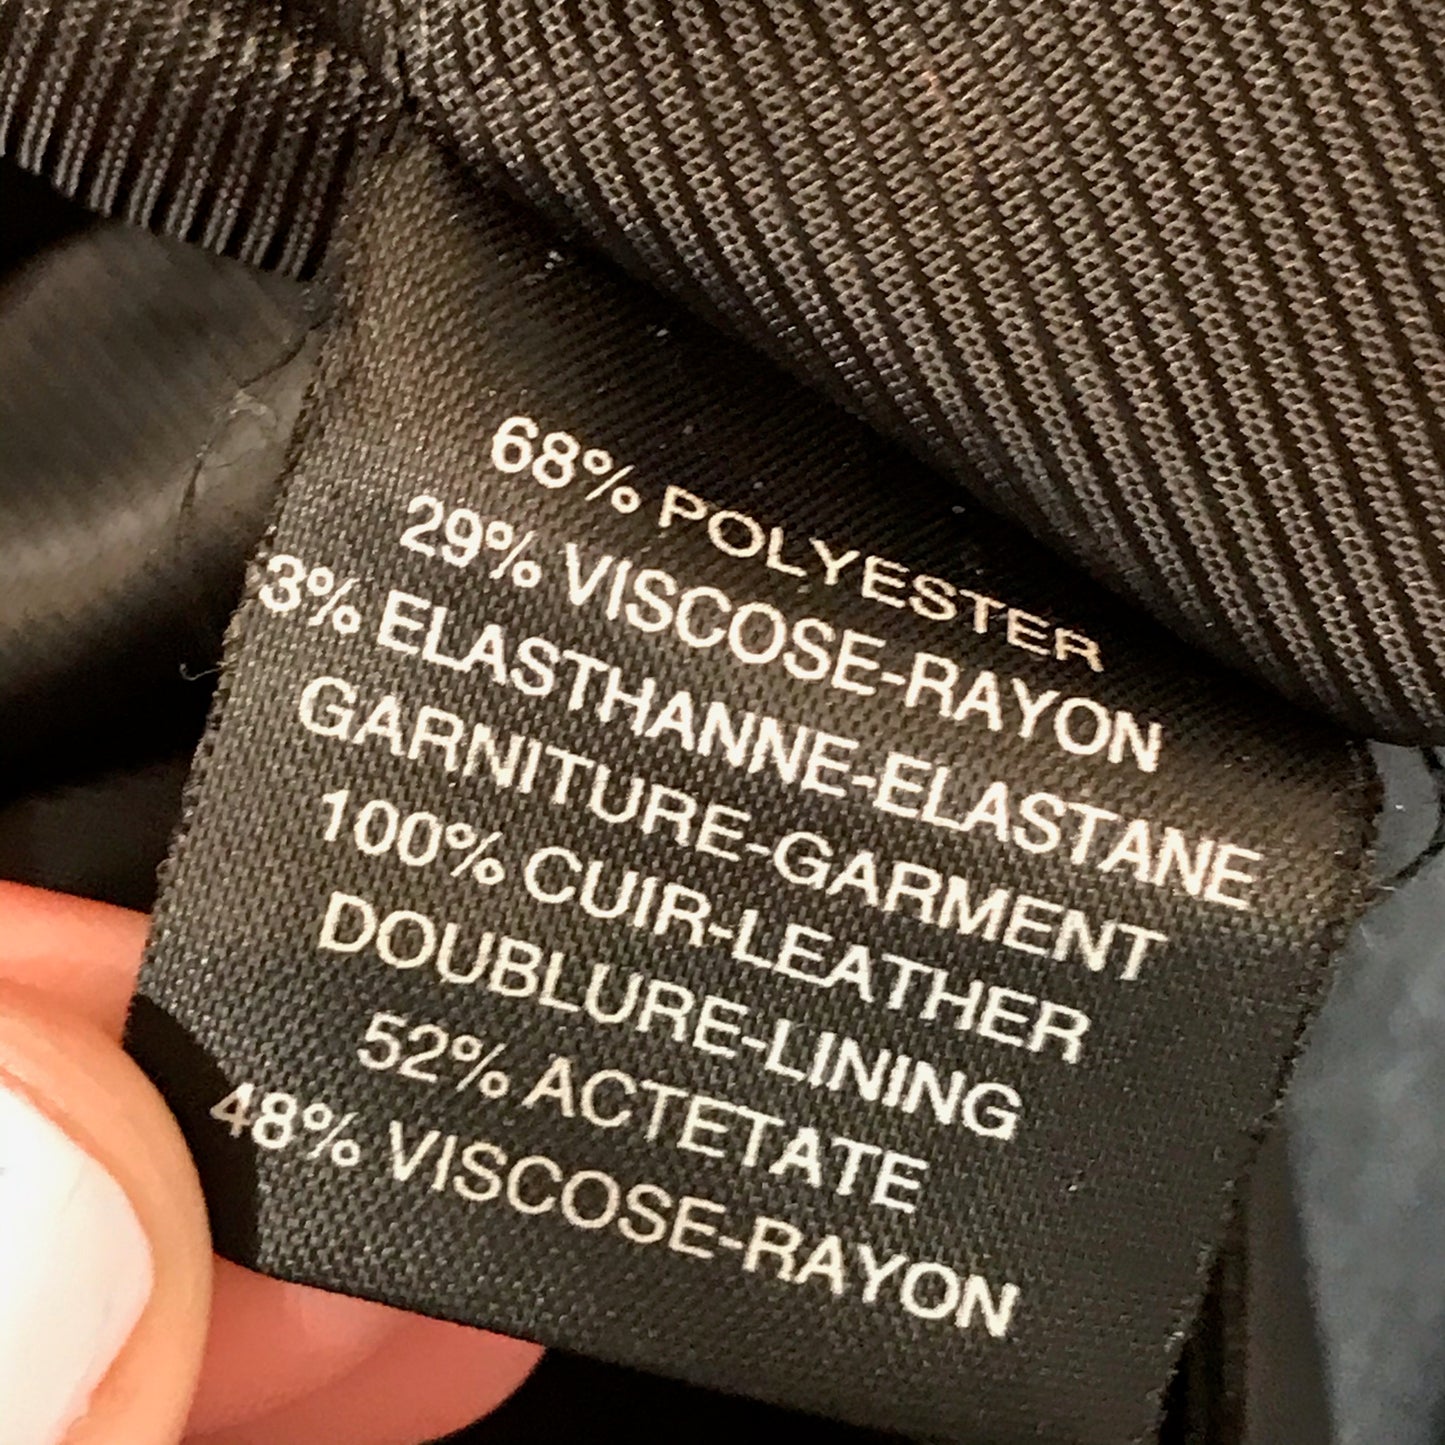 68% POLYESTER
29% VISCOSE-RAYON
3% ELASTHANNE-ELASTANE
GARNITURE-GARMENT
100% CUIR-LEATHER
DOUBLURE-LINING
52% ACTETATE
48% VISCOSE-RAYON